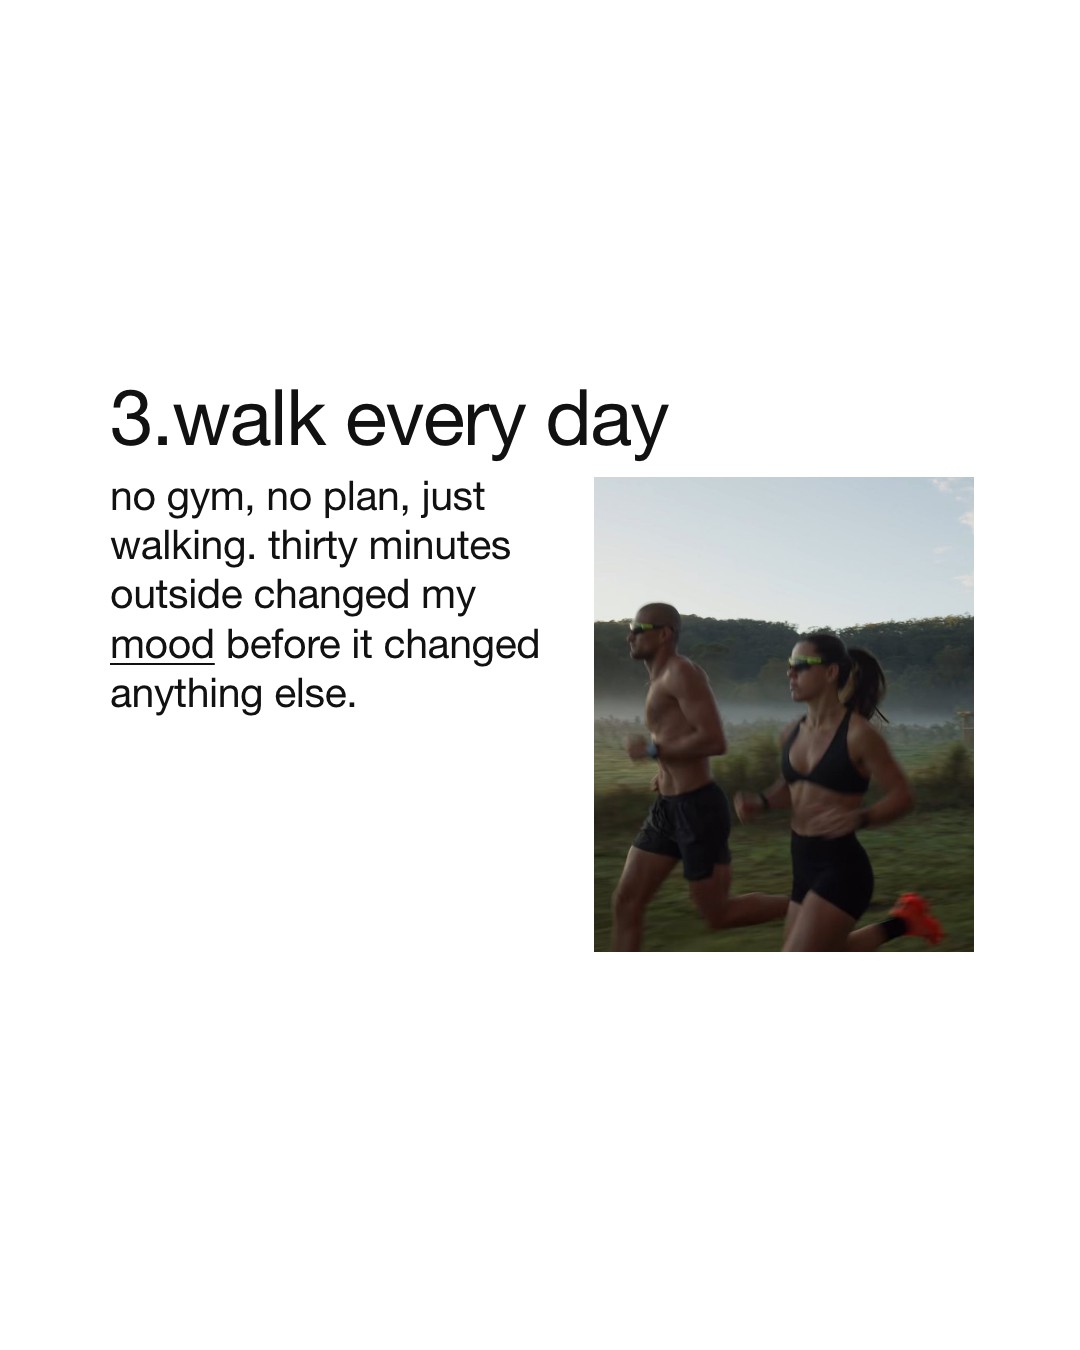 3.walk every day
no gym, no plan, just
walking. thirty minutes
outside changed my
mood before it changed
anything else.